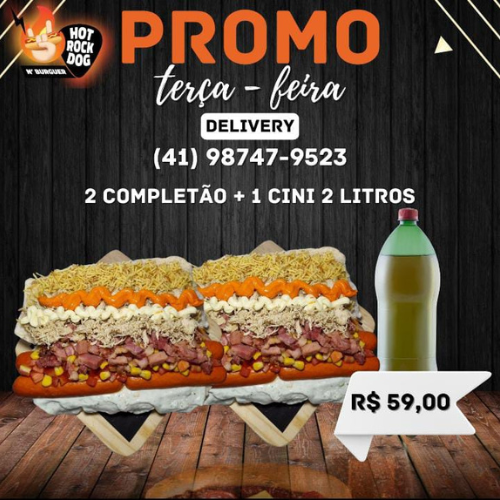 HOT
ROCK
DOG
N' BURGUER
PROMO
terça - feira
DELIVERY
(41) 98747-9523
2 COMPLETÃO + 1 CINI 2 LITROS
R$ 59,00